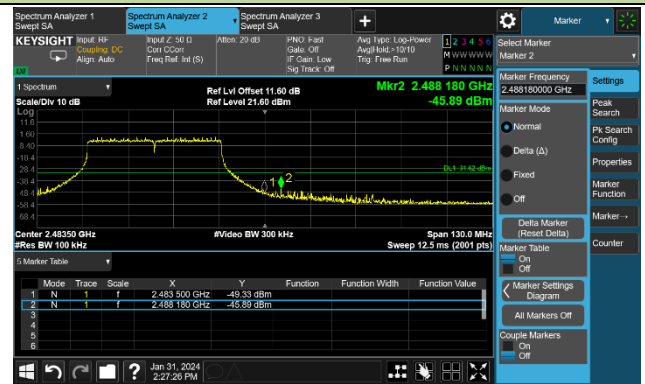 Spectrum Analyzer 1
Swept SA
Spectrum Analyzer 2
Swept SA
Spectrum Analyzer 3
Swept SA
+
Marker
KEYSIGHT
Input: RF
Coupling: DC
Align: Auto
Input Z: 50 Ω
Corr CCorr
Freq Ref: Int (S)
Atten: 20 dB
PNO: Fast
Gate: Off
IF Gain: Low
Sig Track: Off
Avg Type: Log-Power
Avg|Hold:>10/10
Trig: Free Run
1 2 3 4 5 6
M W W W W W
P N N N N N
LXI
Select Marker
Marker 2
1 Spectrum
Scale/Div 10 dB
Log
Ref Lvl Offset 11.60 dB
Ref Level 21.60 dBm
Mkr2 2.488 180 GHz
-45.89 dBm
11.6
1.60
-8.40
-18.4
-28.4
-38.4
-48.4
-58.4
-68.4
DL1 -31.62 dBm
1
2
Center 2.48350 GHz
#Res BW 100 kHz
#Video BW 300 kHz
Span 130.0 MHz
Sweep 12.5 ms (2001 pts)
5 Marker Table
Mode Trace Scale X Y Function Function Width Function Value
1 N 1 f 2.483 500 GHz -49.33 dBm
2 N 1 f 2.488 180 GHz -45.89 dBm
3
4
5
6
Marker Frequency
2.488180000 GHz
Marker Mode
Normal
Delta (Δ)
Fixed
Off
Delta Marker
(Reset Delta)
Marker Table
On
Off
Marker Settings
Diagram
All Markers Off
Couple Markers
On
Off
Settings
Peak
Search
Pk Search
Config
Properties
Marker
Function
Marker→
Counter
?
Jan 31, 2024
2:27:26 PM